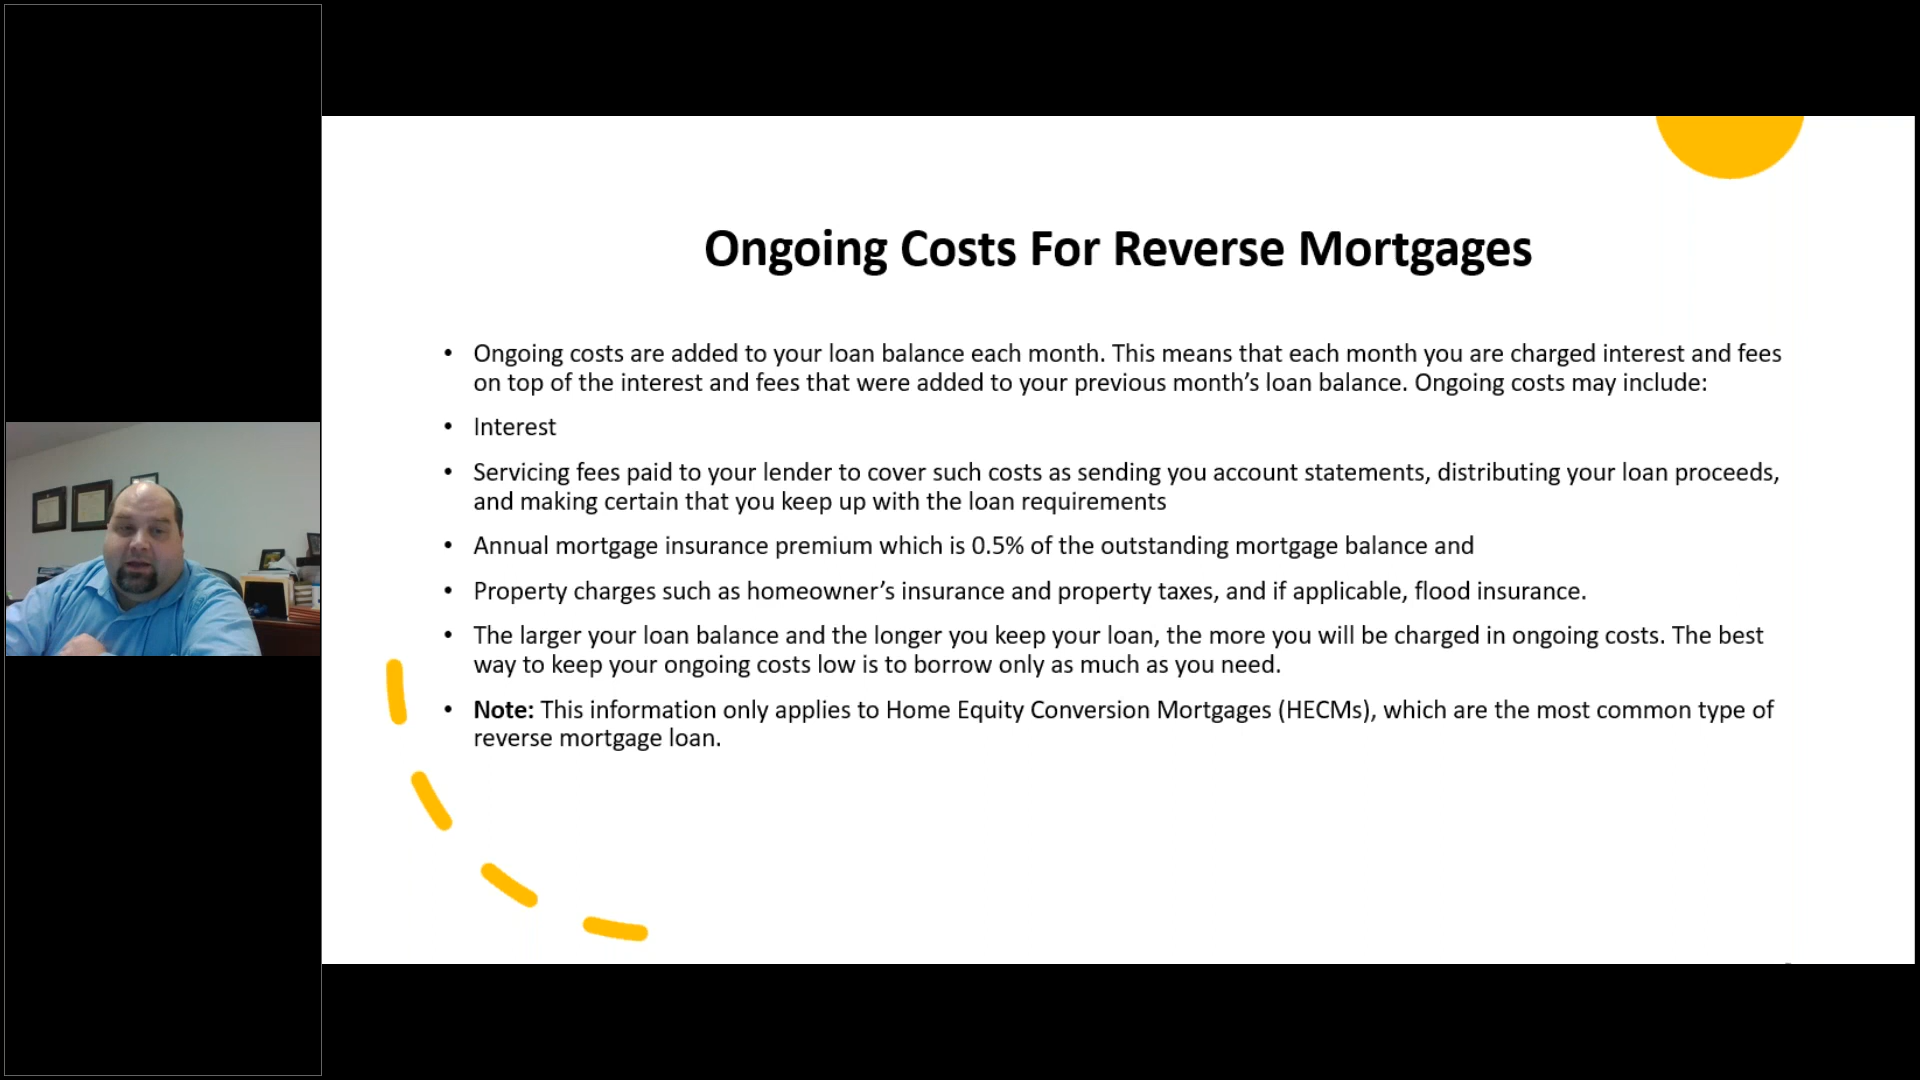 Ongoing Costs For Reverse Mortgages
• Ongoing costs are added to your loan balance each month. This means that each month you are charged interest and fees
on top of the interest and fees that were added to your previous month’s loan balance. Ongoing costs may include:
• Interest
• Servicing fees paid to your lender to cover such costs as sending you account statements, distributing your loan proceeds,
and making certain that you keep up with the loan requirements
• Annual mortgage insurance premium which is 0.5% of the outstanding mortgage balance and
• Property charges such as homeowner’s insurance and property taxes, and if applicable, flood insurance.
• The larger your loan balance and the longer you keep your loan, the more you will be charged in ongoing costs. The best
way to keep your ongoing costs low is to borrow only as much as you need.
• Note: This information only applies to Home Equity Conversion Mortgages (HECMs), which are the most common type of
reverse mortgage loan.